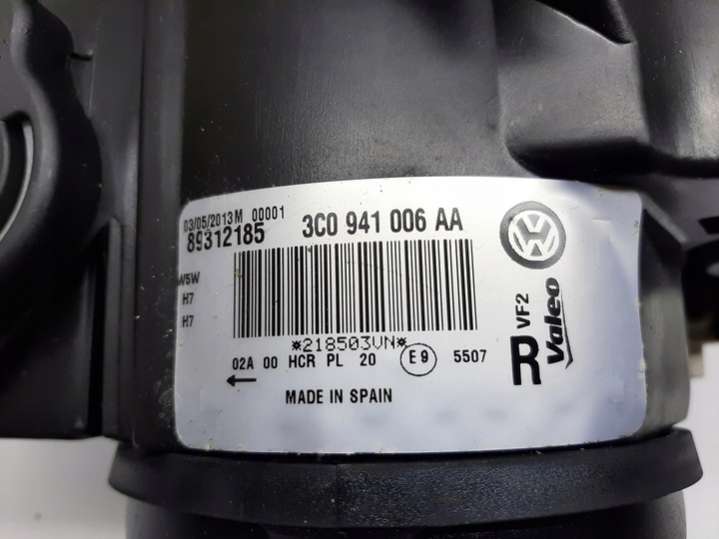 03/05/2013M 00001
89312185 3C0 941 006 AA
W5W
H7
H7
*218503VN*
02A 00 HCR PL 20 E9 5507
MADE IN SPAIN
R
VF2
Valeo
VW